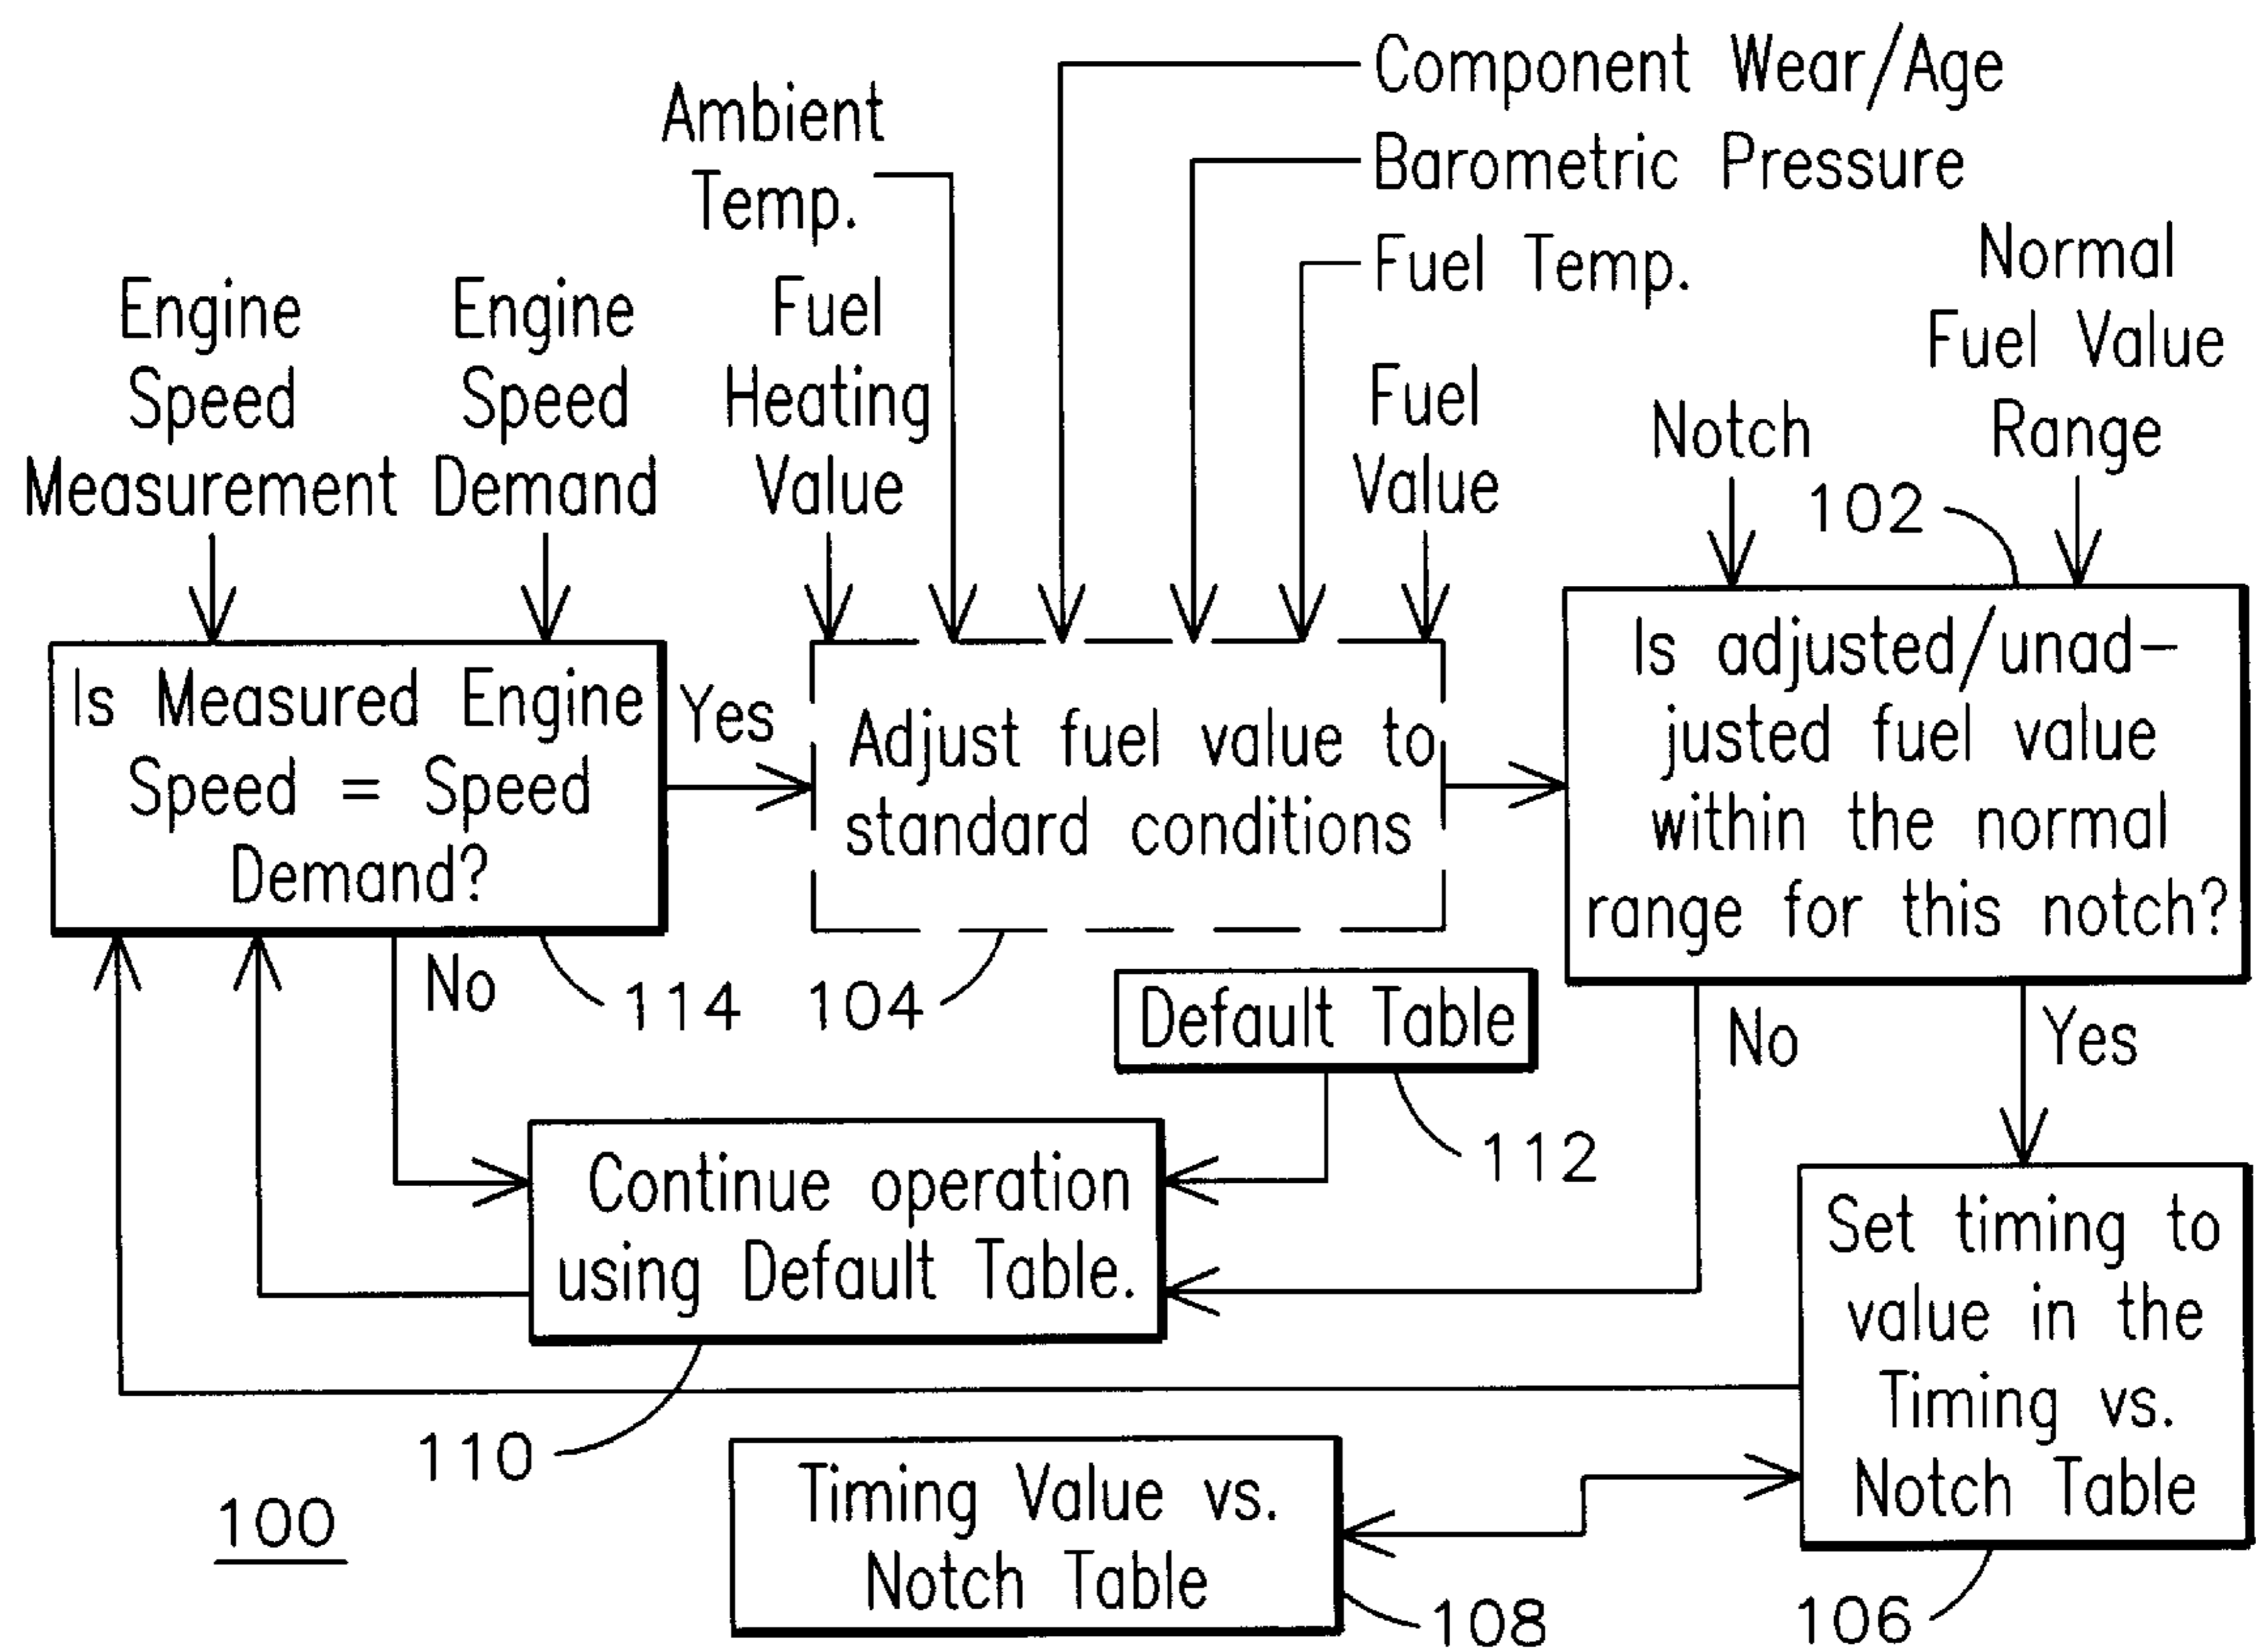 Component Wear/Age
Ambient
Temp.
Barometric Pressure
Fuel Temp.
Normal
Fuel Value
Range
Engine
Speed
Measurement
Engine
Speed
Demand
Fuel
Heating
Value
Fuel
Value
Notch
102
Is Measured Engine
Speed = Speed
Demand?
Yes
Adjust fuel value to
standard conditions
Is adjusted/unad-
justed fuel value
within the normal
range for this notch?
No
114
104
Default Table
No
Yes
112
Continue operation
using Default Table.
Set timing to
value in the
Timing vs.
Notch Table
110
Timing Value vs.
Notch Table
100
108
106